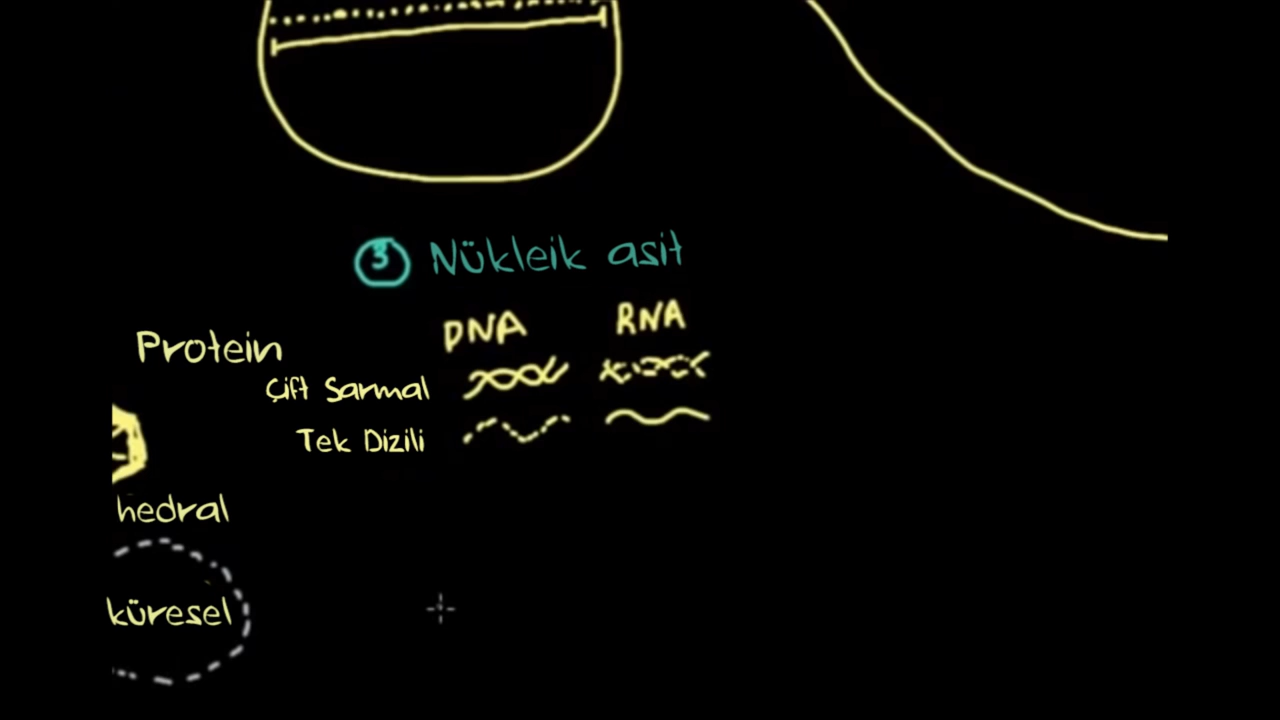 3 Nükleik asit
DNA RNA
Protein
Çift Sarmal
Tek Dizili
hedral
küresel